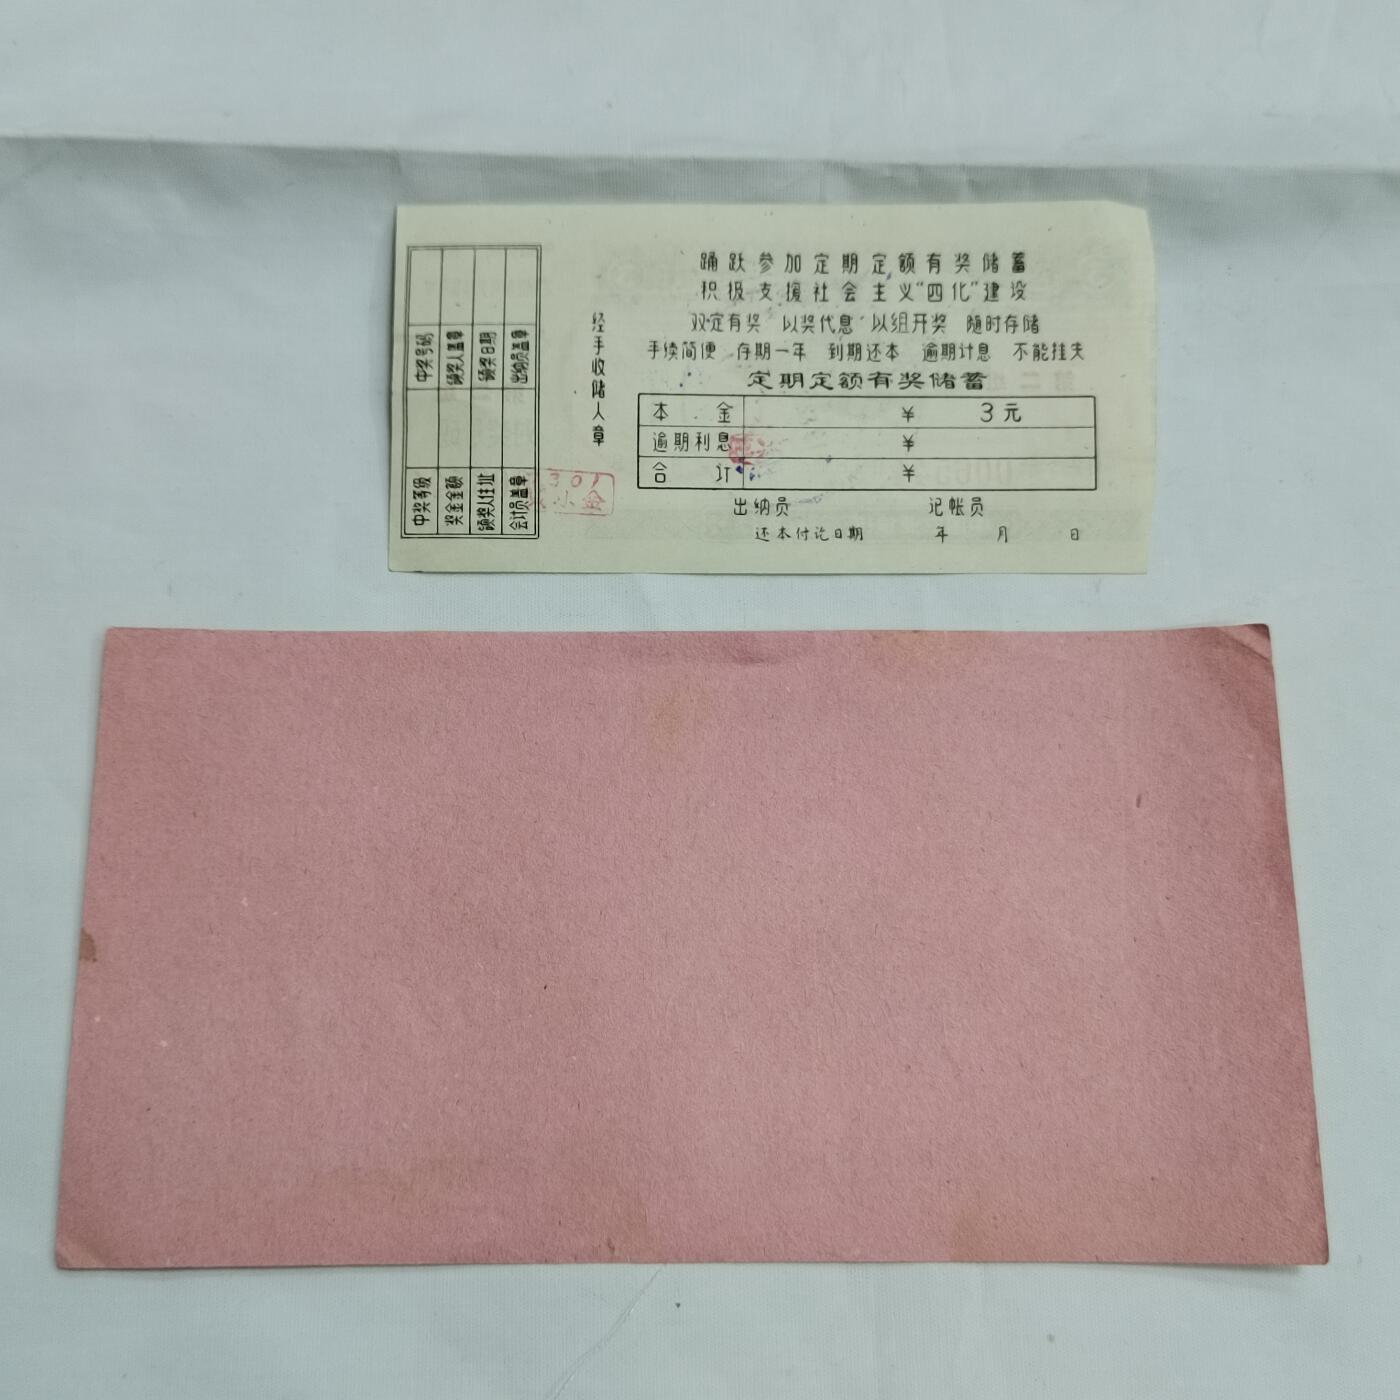 踊跃参加定期定额有奖储蓄
积极支援社会主义“四化”建设
双定有奖 以奖代息 以组开奖 随时存储
手续简便 存期一年 到期还本 逾期计息 不能挂失
定期定额有奖储蓄
本金 ¥ 3元
逾期利息 ¥
合计 ¥
出纳员 记帐员
还本付讫日期 年 月 日
经手收储人章
中奖等级 中奖号码
奖金金额 领奖人盖章
领奖人住址 领奖日期
会计员盖章 出纳员盖章
301
小金